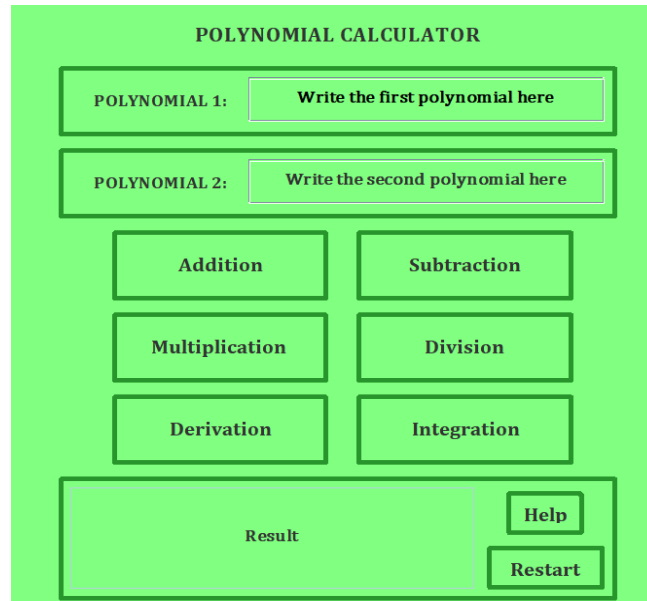 POLYNOMIAL CALCULATOR
POLYNOMIAL 1: Write the first polynomial here
POLYNOMIAL 2: Write the second polynomial here
Addition Subtraction
Multiplication Division
Derivation Integration
Help
Result
Restart